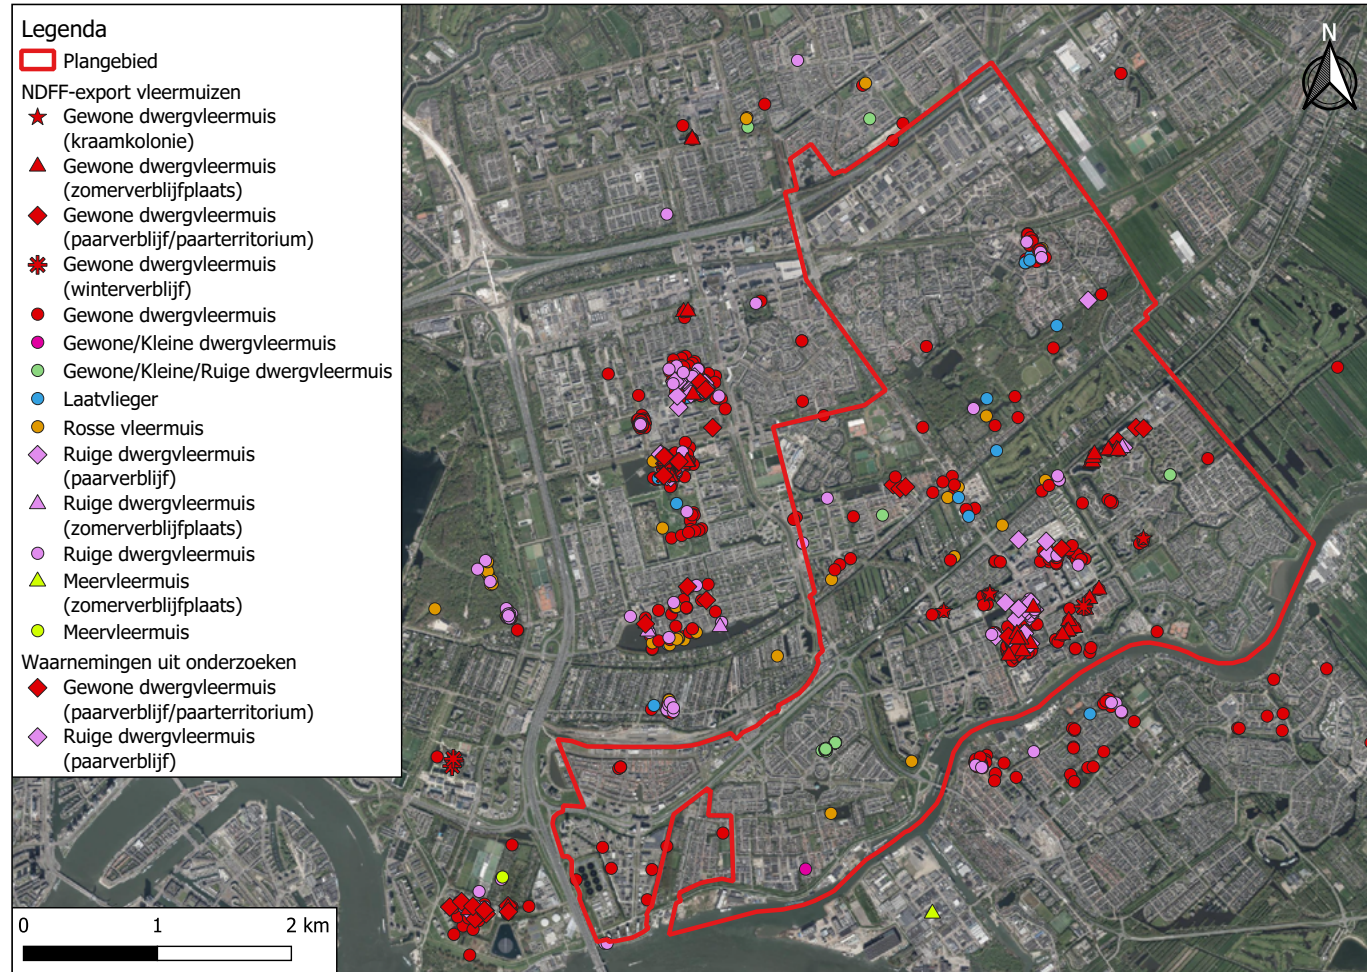 Legenda
Plangebied
NDFF-export vleermuizen
Gewone dwergvleermuis
(kraamkolonie)
Gewone dwergvleermuis
(zomerverblijfplaats)
Gewone dwergvleermuis
(paarverblijf/paarterritorium)
Gewone dwergvleermuis
(winterverblijf)
Gewone dwergvleermuis
Gewone/Kleine dwergvleermuis
Gewone/Kleine/Ruige dwergvleermuis
Laatvlieger
Rosse vleermuis
Ruige dwergvleermuis
(paarverblijf)
Ruige dwergvleermuis
(zomerverblijfplaats)
Ruige dwergvleermuis
Meervleermuis
(zomerverblijfplaats)
Meervleermuis
Waarnemingen uit onderzoeken
Gewone dwergvleermuis
(paarverblijf/paarterritorium)
Ruige dwergvleermuis
(paarverblijf)
0 1 2 km
N